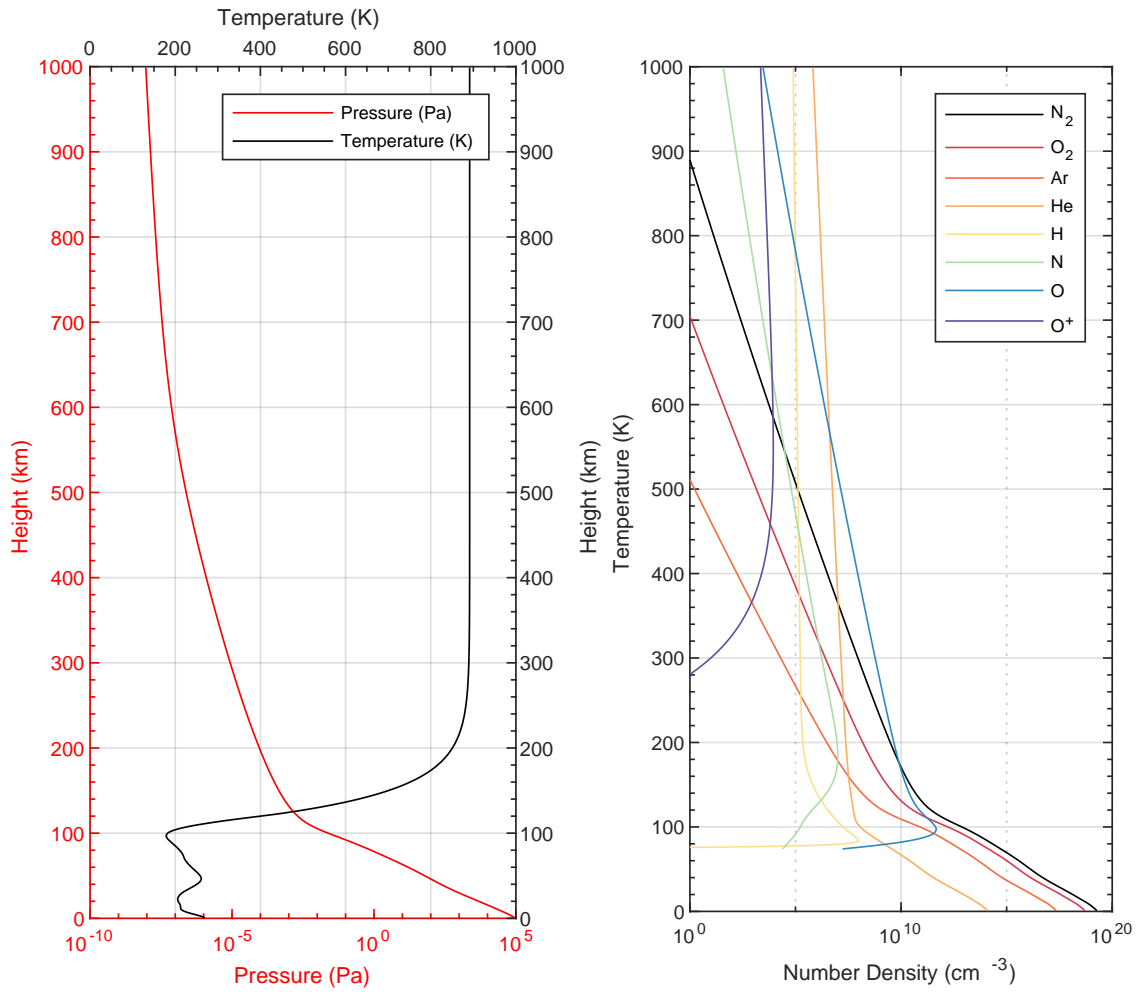 Temperature (K)
0 200 400 600 800 1000
1000 900 800 700 600 500 400 300 200 100 0
Height (km)
Pressure (Pa)
Temperature (K)
1000 900 800 700 600 500 400 300 200 100 0
Height (km)
10^-10 10^-5 10^0 10^5
Pressure (Pa)
Temperature (K)
1000 900 800 700 600 500 400 300 200 100 0
N_2
O_2
Ar
He
H
N
O
O^+
10^0 10^10 10^20
Number Density (cm ^-3)